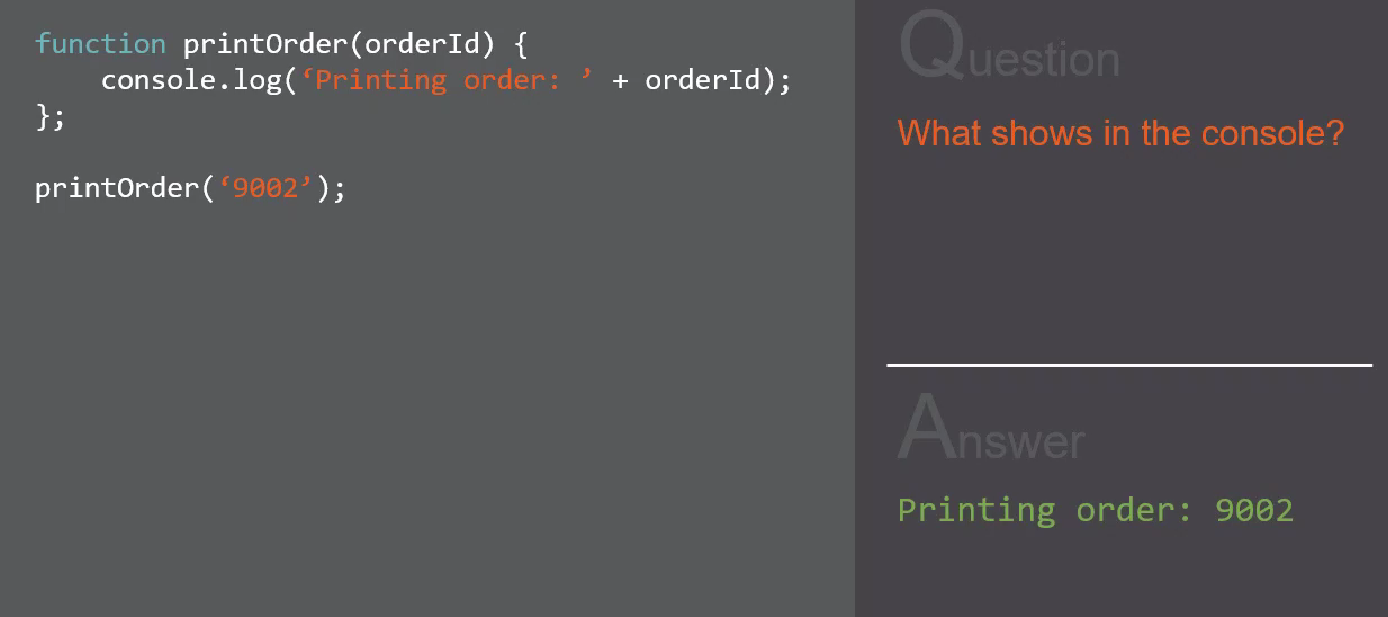 function printOrder(orderId) {
    console.log(‘Printing order: ’ + orderId);
};

printOrder(‘9002’);
Question
What shows in the console?
Answer
Printing order: 9002